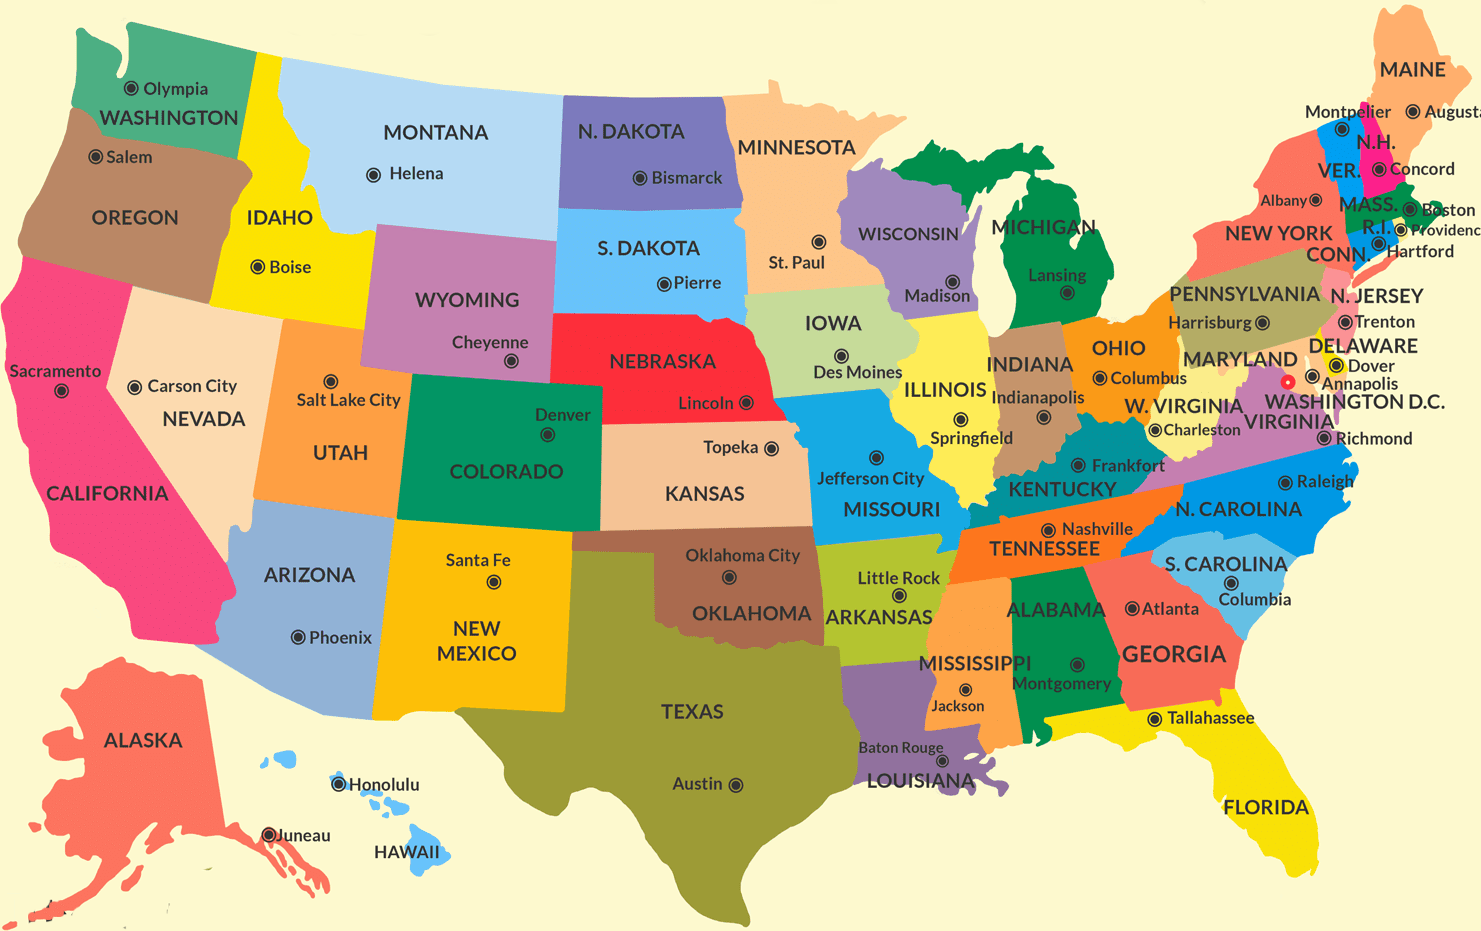 MAINE
Olympia
WASHINGTON
Montpelier
Augusta
MONTANA
N. DAKOTA
MINNESOTA
N.H.
Salem
Helena
Bismarck
VER.
Concord
OREGON
IDAHO
Albany
MASS.
Boston
WISCONSIN
MICHIGAN
NEW YORK
R.I.
Providenc
S. DAKOTA
St. Paul
CONN.
Hartford
Boise
Pierre
Madison
Lansing
WYOMING
PENNSYLVANIA
N. JERSEY
Cheyenne
IOWA
Harrisburg
Trenton
Sacramento
NEBRASKA
Des Moines
INDIANA
OHIO
MARYLAND
DELAWARE
Dover
Carson City
Salt Lake City
Lincoln
ILLINOIS
Indianapolis
Columbus
Annapolis
NEVADA
Denver
W. VIRGINIA
WASHINGTON D.C.
UTAH
COLORADO
Topeka
Springfield
Charleston
VIRGINIA
Richmond
CALIFORNIA
KANSAS
Jefferson City
MISSOURI
Frankfort
KENTUCKY
Raleigh
N. CAROLINA
Nashville
TENNESSEE
ARIZONA
Santa Fe
Oklahoma City
Little Rock
S. CAROLINA
Columbia
Phoenix
NEW
MEXICO
OKLAHOMA
ARKANSAS
ALABAMA
Atlanta
MISSISSIPPI
Montgomery
GEORGIA
Jackson
TEXAS
Tallahassee
ALASKA
Baton Rouge
LOUISIANA
Honolulu
Austin
FLORIDA
Juneau
HAWAII